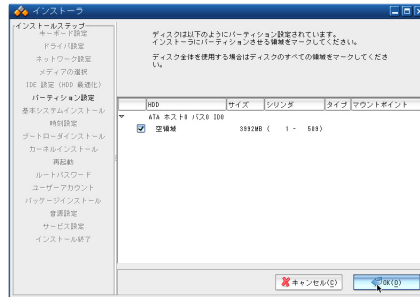 インストーラ
インストールステップ
キーボード設定
ドライバ設定
ネットワーク設定
メディアの選択
IDE 設定 (HDD 最適化)
パーティション設定
基本システムインストール
時刻設定
ブートローダインストール
カーネルインストール
再起動
ルートパスワード
ユーザーアカウント
パッケージインストール
音源設定
サービス設定
インストール終了
ディスクは以下のようにパーティション設定されています。
インストーラにパーティションさせる領域をマークしてください。
ディスク全体を使用する場合はディスクのすべての領域をマークしてくださ
い。
HDD サイズ シリンダ タイプ マウントポイント
ATA ホスト0 バス0 ID0
空領域 3992MB ( 1 - 509)
キャンセル(C) OK(O)